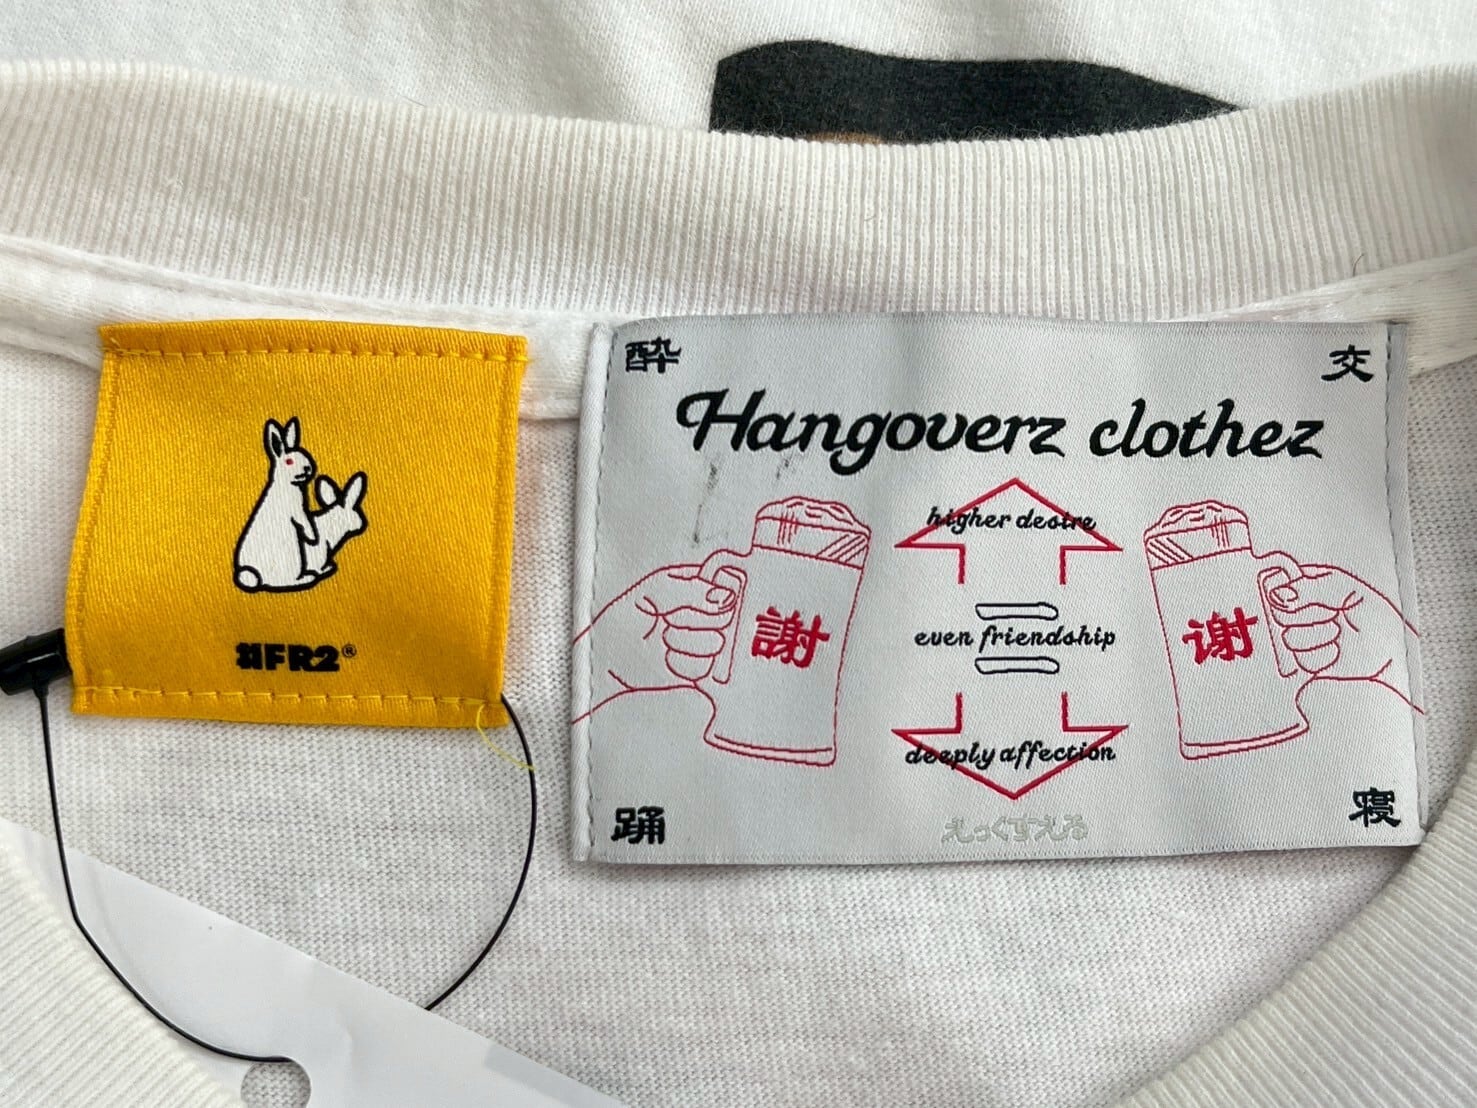 #FR2®
酔
交
Hangoverz clothez
higher desire
謝
谢
even friendship
deeply affection
えっくすえる
踊
寝